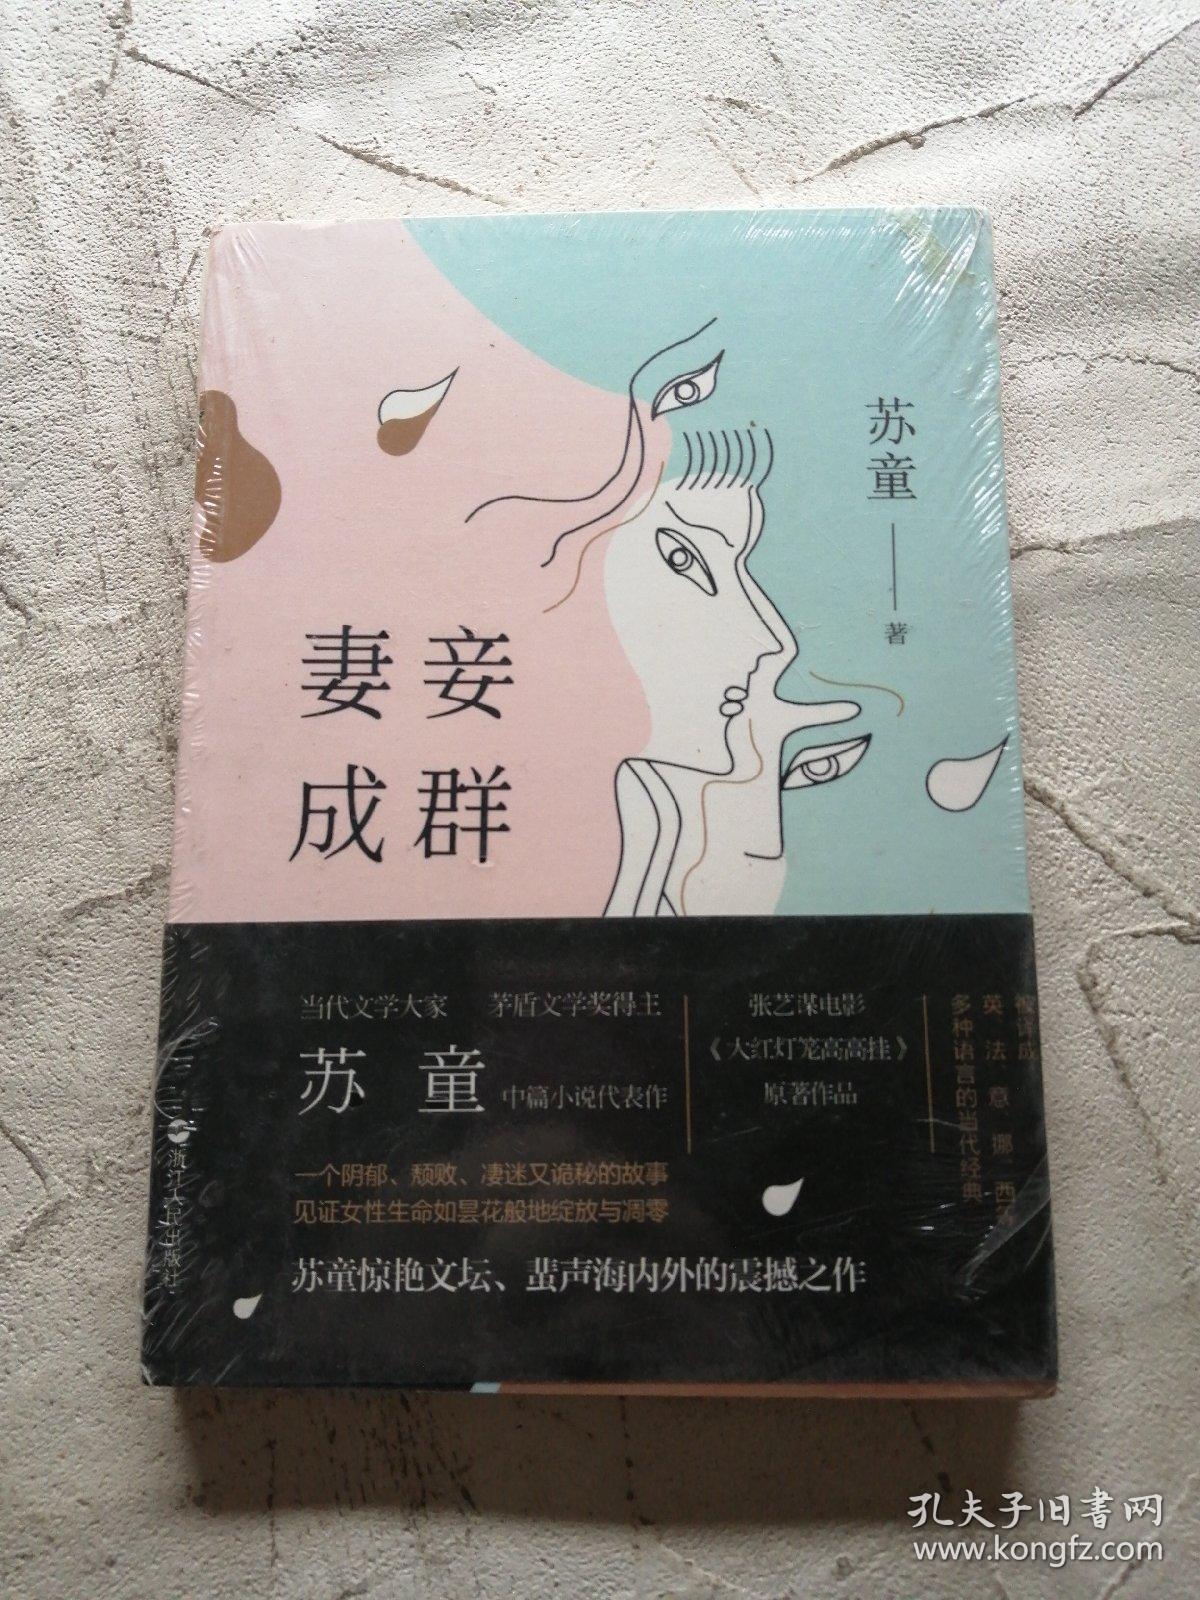 苏童
著
妻妾
成群
当代文学大家 茅盾文学奖得主
苏童 中篇小说代表作
张艺谋电影
《大红灯笼高高挂》
原著作品
被译成
英、法、意、挪、西等
多种语言的当代经典
一个阴郁、颓败、凄迷又诡秘的故事
见证女性生命如昙花般地绽放与凋零
苏童惊艳文坛、蜚声海内外的震撼之作
浙江人民出版社
孔夫子旧书网
www.kongfz.com